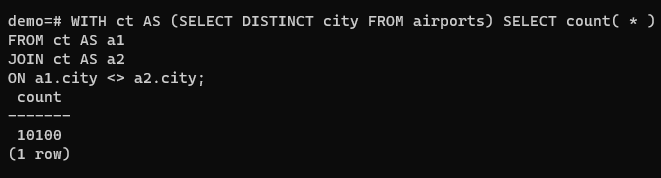 demo=# WITH ct AS (SELECT DISTINCT city FROM airports) SELECT count( * )
FROM ct AS a1
JOIN ct AS a2
ON a1.city <> a2.city;
 count
-------
 10100
(1 row)